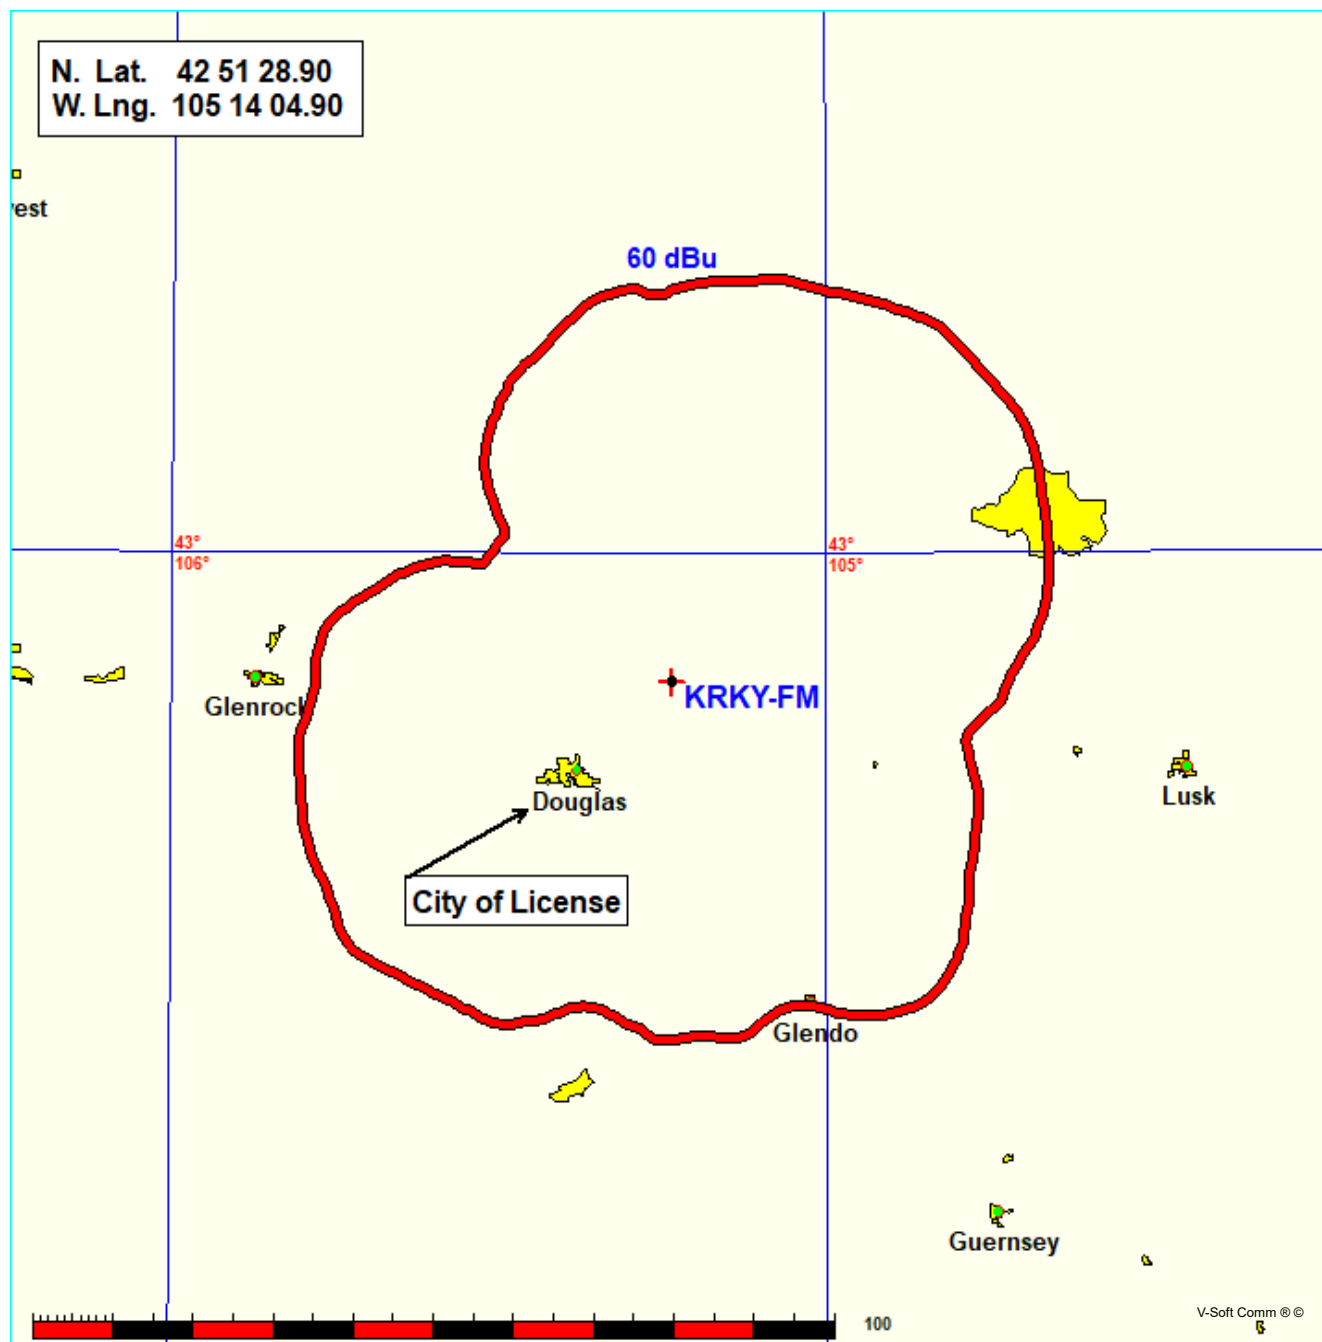 N. Lat. 42 51 28.90
W. Lng. 105 14 04.90
est
60 dBu
43°
106°
43°
105°
Glenrock
KRKY-FM
Douglas
Lusk
City of License
Glendo
Guernsey
V-Soft Comm ® ©
100